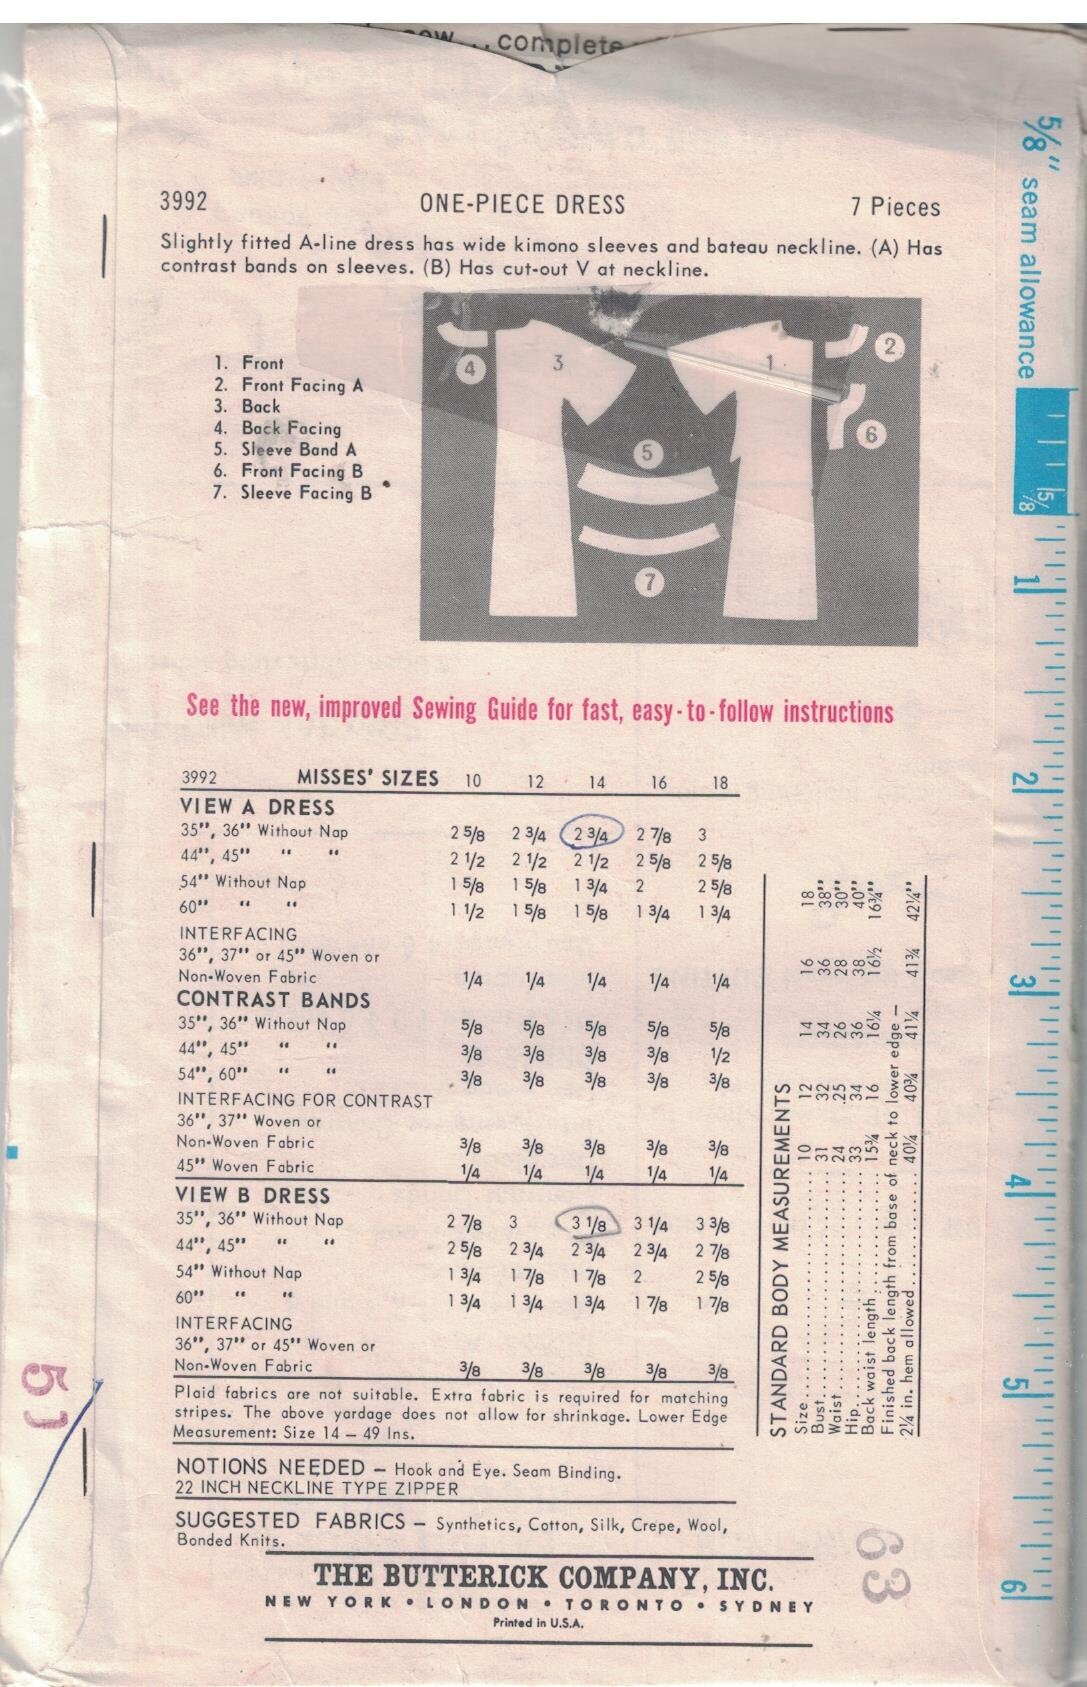 complete
3992 ONE-PIECE DRESS 7 Pieces
Slightly fitted A-line dress has wide kimono sleeves and bateau neckline. (A) Has
contrast bands on sleeves. (B) Has cut-out V at neckline.
1. Front
2. Front Facing A
3. Back
4. Back Facing
5. Sleeve Band A
6. Front Facing B
7. Sleeve Facing B
4 3 1 2
6
5
7
See the new, improved Sewing Guide for fast, easy-to-follow instructions
3992 MISSES' SIZES 10 12 14 16 18
VIEW A DRESS
35", 36" Without Nap 2 5/8 2 3/4 2 3/4 2 7/8 3
44", 45" " " 2 1/2 2 1/2 2 1/2 2 5/8 2 5/8
54" Without Nap 1 5/8 1 5/8 1 3/4 2 2 5/8
60" " " 1 1/2 1 5/8 1 5/8 1 3/4 1 3/4
INTERFACING
36", 37" or 45" Woven or
Non-Woven Fabric 1/4 1/4 1/4 1/4 1/4
CONTRAST BANDS
35", 36" Without Nap 5/8 5/8 5/8 5/8 5/8
44", 45" " " 3/8 3/8 3/8 3/8 1/2
54", 60" " " 3/8 3/8 3/8 3/8 3/8
INTERFACING FOR CONTRAST
36", 37" Woven or
Non-Woven Fabric 3/8 3/8 3/8 3/8 3/8
45" Woven Fabric 1/4 1/4 1/4 1/4 1/4
VIEW B DRESS
35", 36" Without Nap 2 7/8 3 3 1/8 3 1/4 3 3/8
44", 45" " " 2 5/8 2 3/4 2 3/4 2 3/4 2 7/8
54" Without Nap 1 3/4 1 7/8 1 7/8 2 2 5/8
60" " " 1 3/4 1 3/4 1 3/4 1 7/8 1 7/8
INTERFACING
36", 37" or 45" Woven or
Non-Woven Fabric 3/8 3/8 3/8 3/8 3/8
Plaid fabrics are not suitable. Extra fabric is required for matching
stripes. The above yardage does not allow for shrinkage. Lower Edge
Measurement: Size 14 – 49 Ins.
NOTIONS NEEDED – Hook and Eye. Seam Binding.
22 INCH NECKLINE TYPE ZIPPER
SUGGESTED FABRICS – Synthetics, Cotton, Silk, Crepe, Wool,
Bonded Knits.
THE BUTTERICK COMPANY, INC.
NEW YORK • LONDON • TORONTO • SYDNEY
Printed in U.S.A.
STANDARD BODY MEASUREMENTS
Size 10 12 14 16 18
Bust 31 32 34 36 38"
Waist 24 25 26 28 30"
Hip 33 34 36 38 40"
Back waist length 15¾ 16 16¼ 16½ 16¾"
Finished back length from base of neck to lower edge –
2¼ in. hem allowed 40¼ 40¾ 41¼ 41¾ 42¼"
5/8" seam allowance
5/8
1
2
3
4
5
6
63